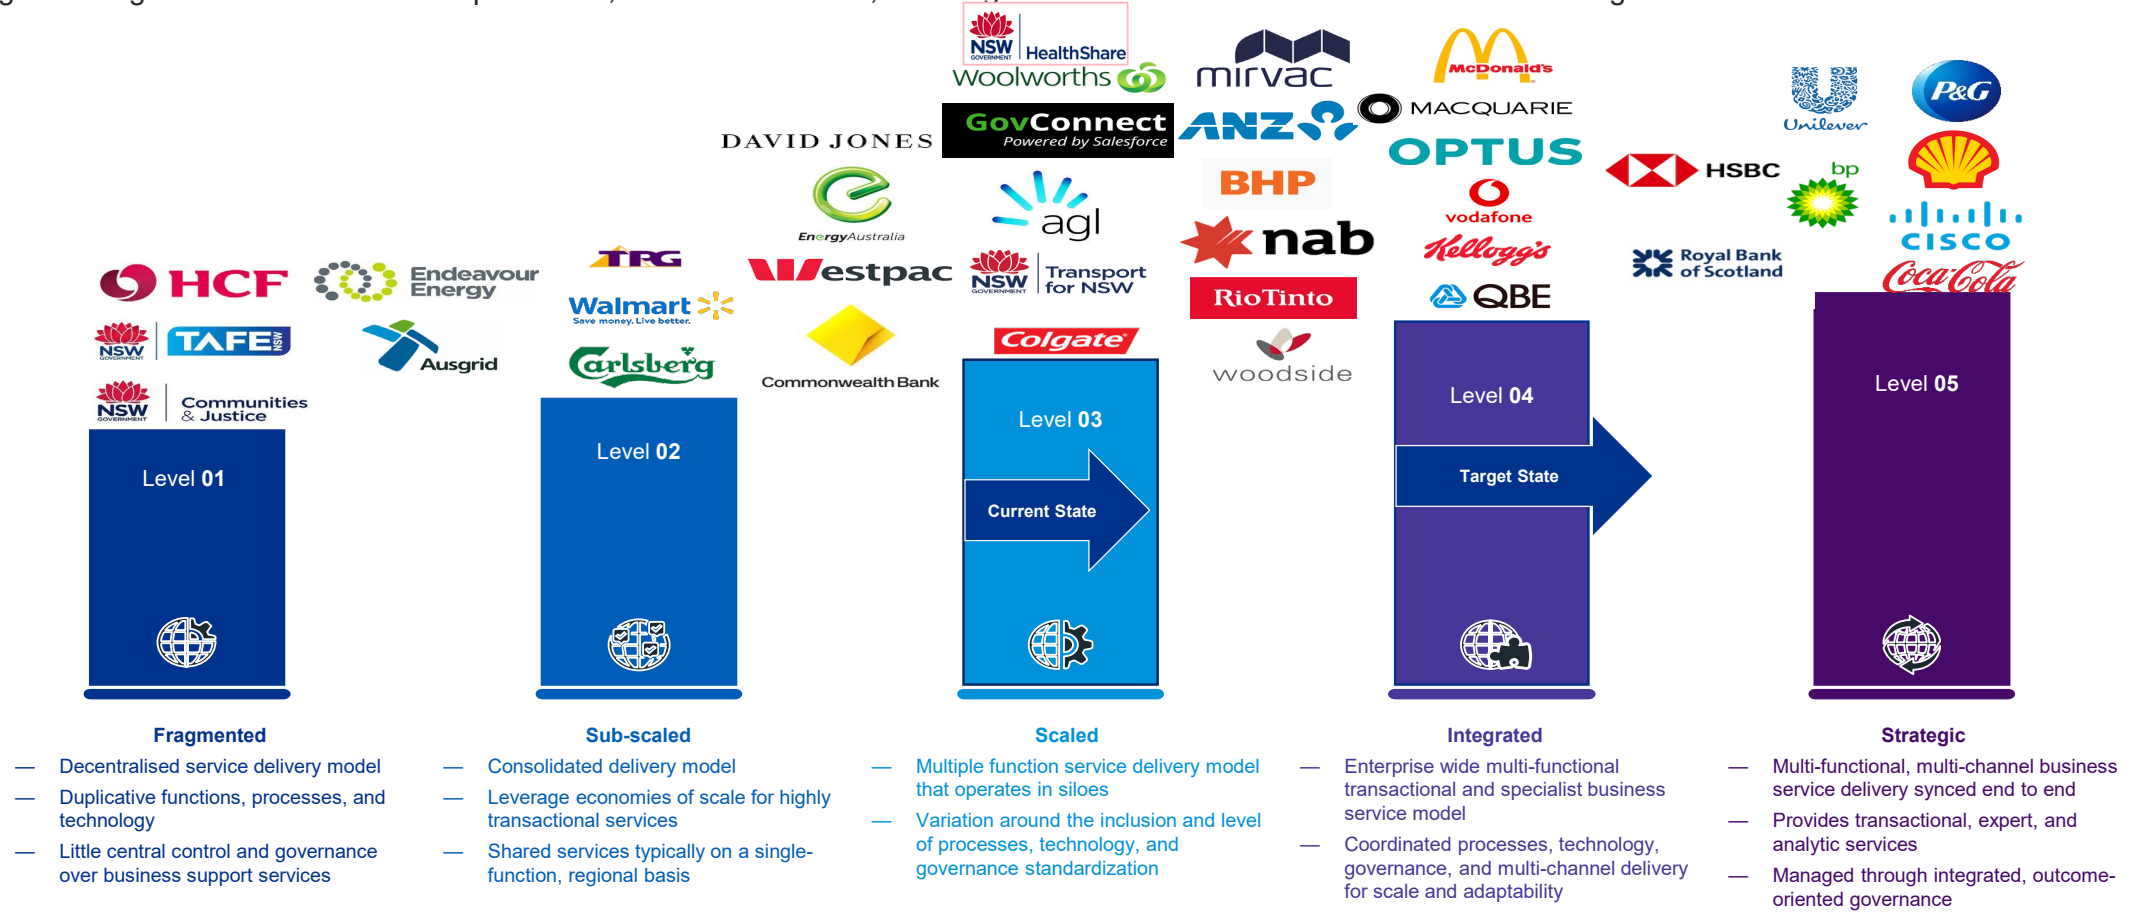 NSW
GOVERNMENT
HealthShare
Woolworths
mirvac
McDonald's
Unilever
P&G
DAVID JONES
GovConnect
Powered by Salesforce
ANZ
MACQUARIE
OPTUS
EnergyAustralia
agl
BHP
vodafone
HSBC
bp
CISCO
HCF
Endeavour
Energy
TPG
Westpac
NSW
GOVERNMENT
Transport
for NSW
nab
Kellogg's
Royal Bank
of Scotland
Coca-Cola
NSW
GOVERNMENT
TAFE NSW
Ausgrid
Walmart
Save money. Live better.
Carlsberg
CommonwealthBank
Colgate
RioTinto
woodside
QBE
NSW
GOVERNMENT
Communities
& Justice
Level 01
Level 02
Level 03
Level 04
Level 05
Current State
Target State
Fragmented
— Decentralised service delivery model
— Duplicative functions, processes, and
technology
— Little central control and governance
over business support services
Sub-scaled
— Consolidated delivery model
— Leverage economies of scale for highly
transactional services
— Shared services typically on a single-
function, regional basis
Scaled
— Multiple function service delivery model
that operates in siloes
— Variation around the inclusion and level
of processes, technology, and
governance standardization
Integrated
— Enterprise wide multi-functional
transactional and specialist business
service model
— Coordinated processes, technology,
governance, and multi-channel delivery
for scale and adaptability
Strategic
— Multi-functional, multi-channel business
service delivery synced end to end
— Provides transactional, expert, and
analytic services
— Managed through integrated, outcome-
oriented governance